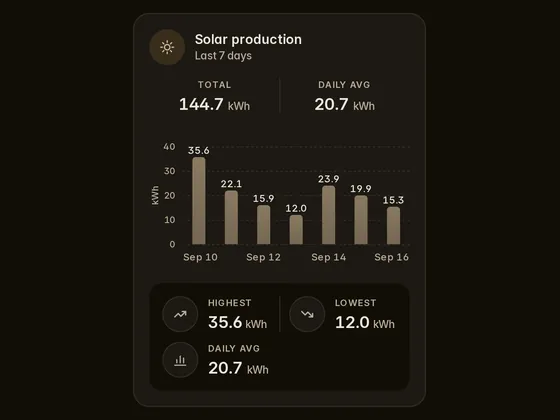 Solar production
Last 7 days
TOTAL
144.7 kWh
DAILY AVG
20.7 kWh
kWh
40
30
20
10
0
35.6
22.1
15.9
12.0
23.9
19.9
15.3
Sep 10
Sep 12
Sep 14
Sep 16
HIGHEST
35.6 kWh
LOWEST
12.0 kWh
DAILY AVG
20.7 kWh